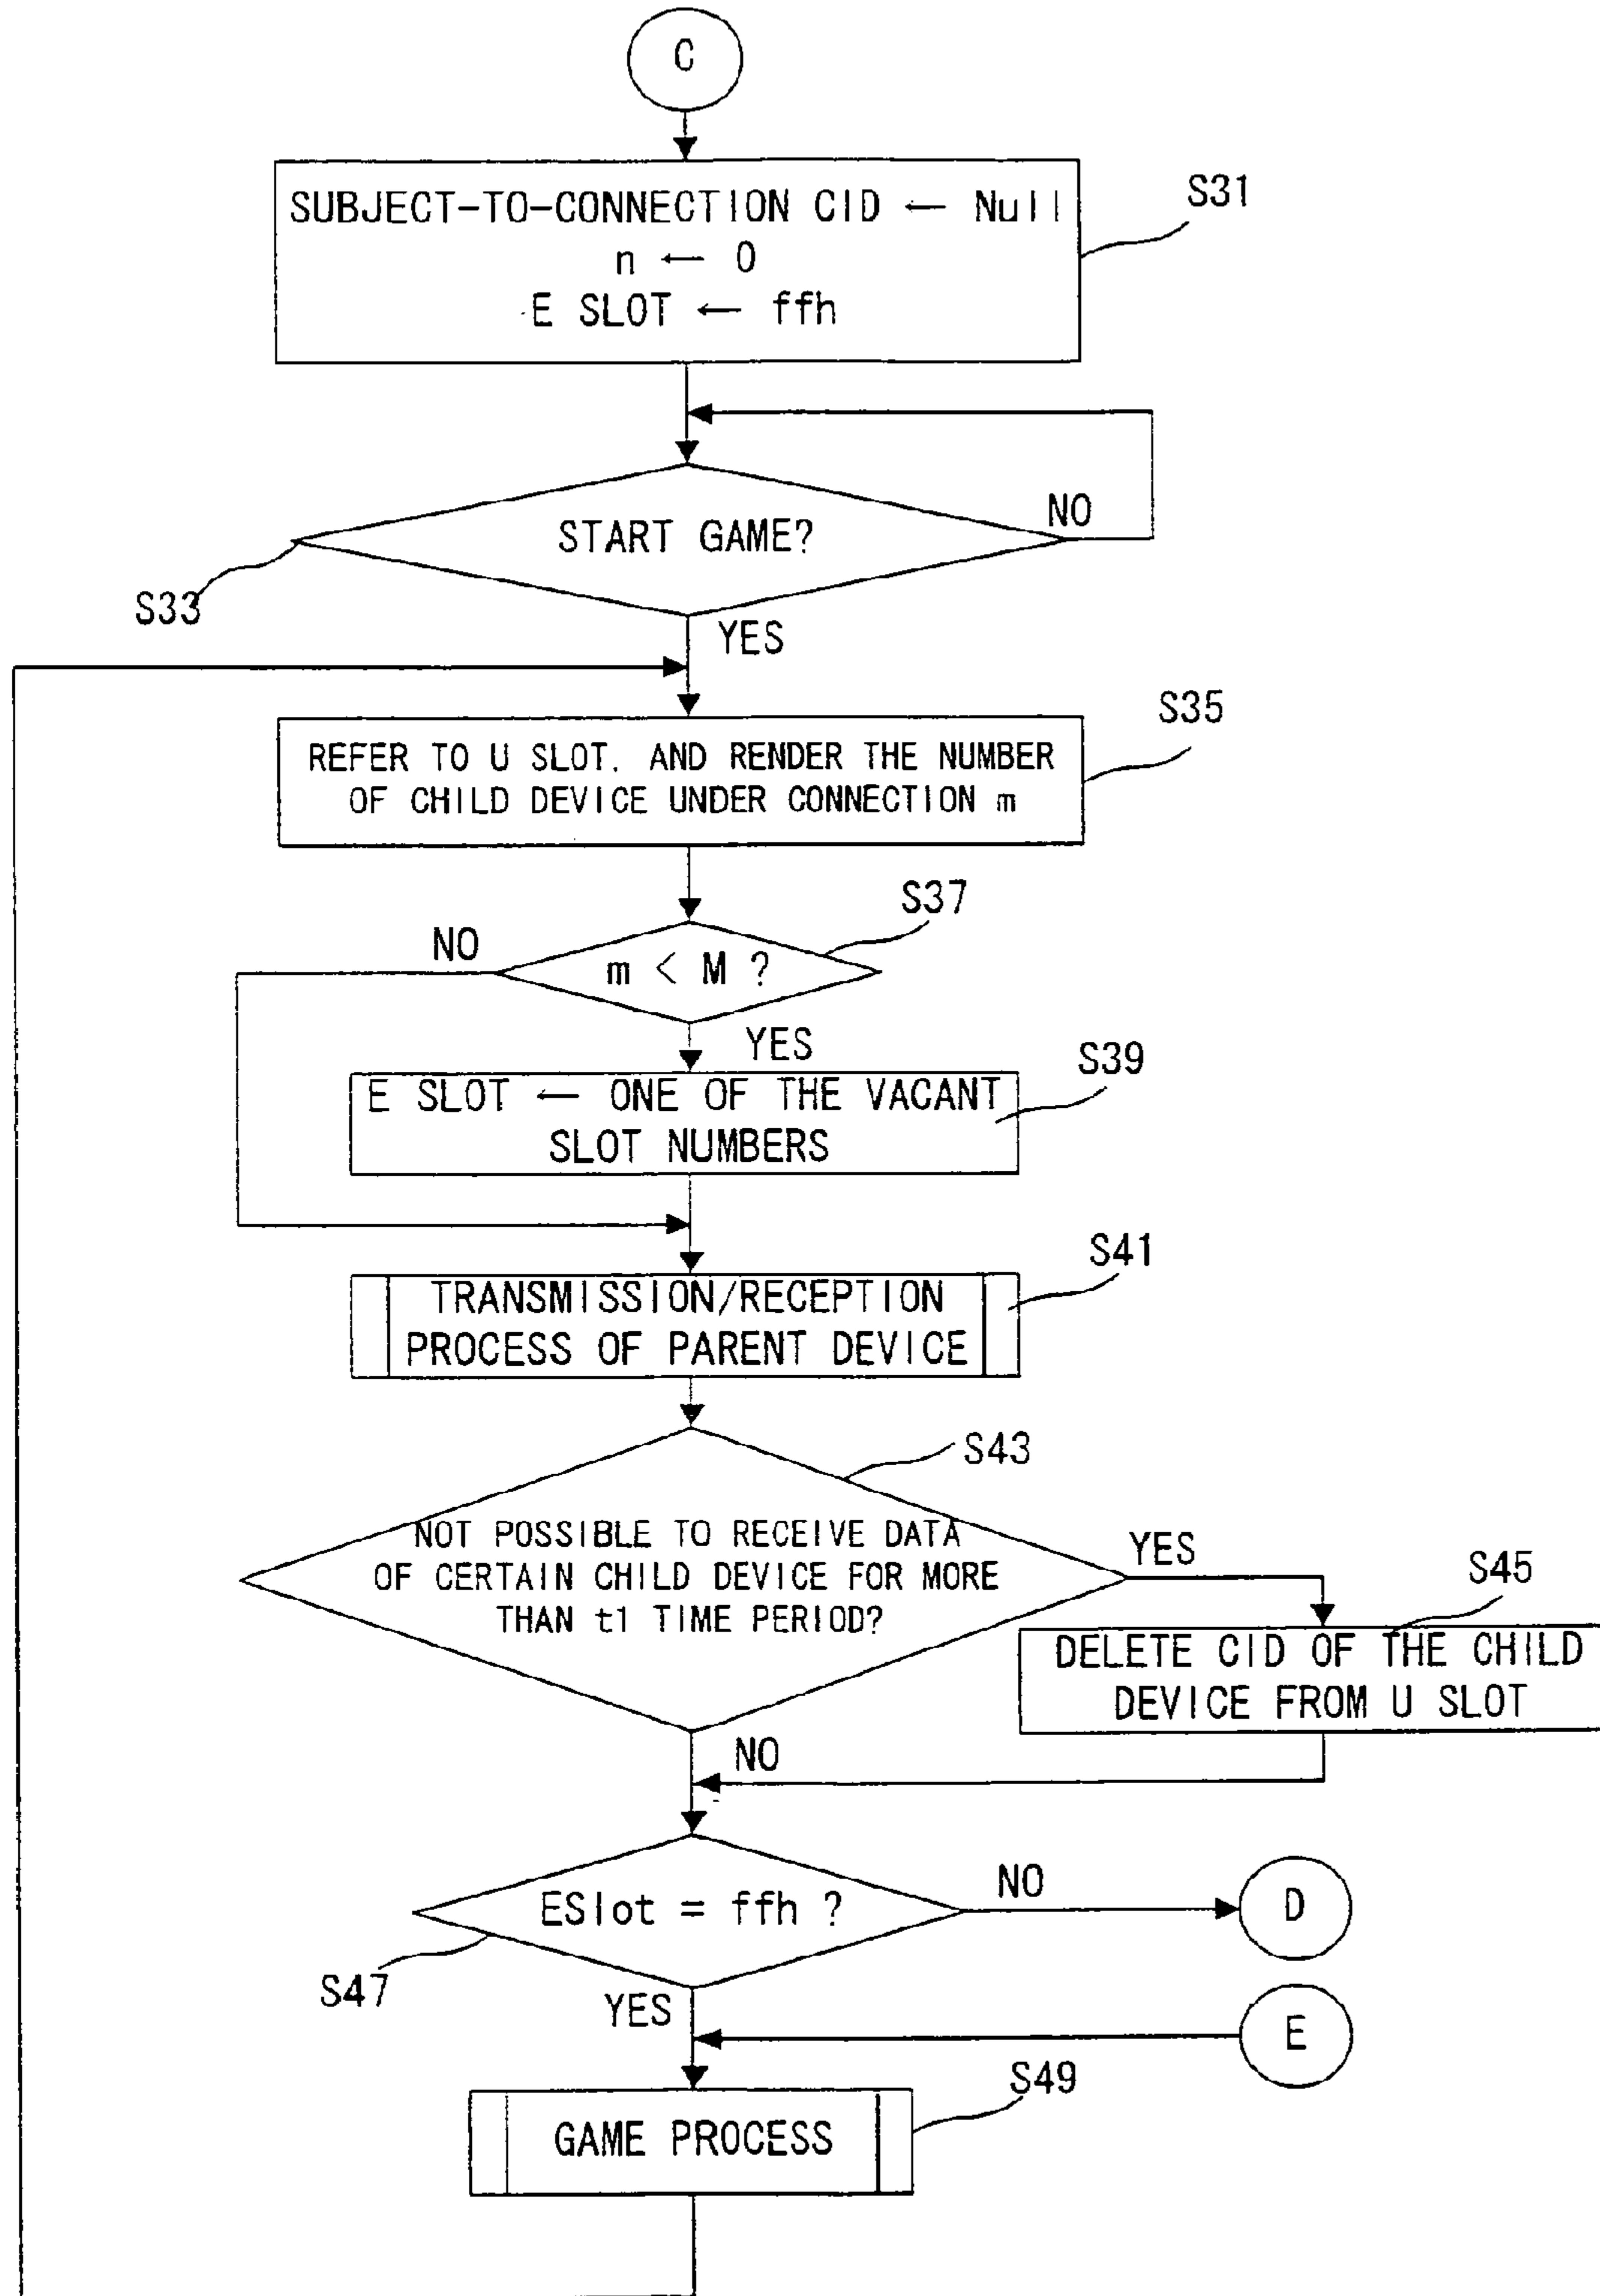 C
SUBJECT-TO-CONNECTION CID ← Null
n ← 0
E SLOT ← ffh
S31
START GAME?
NO
S33
YES
S35
REFER TO U SLOT. AND RENDER THE NUMBER
OF CHILD DEVICE UNDER CONNECTION m
S37
NO
m < M ?
YES
S39
E SLOT ← ONE OF THE VACANT
SLOT NUMBERS
S41
TRANSMISSION/RECEPTION
PROCESS OF PARENT DEVICE
S43
NOT POSSIBLE TO RECEIVE DATA
OF CERTAIN CHILD DEVICE FOR MORE
THAN t1 TIME PERIOD?
YES
S45
DELETE CID OF THE CHILD
DEVICE FROM U SLOT
NO
ESlot = ffh ?
NO
D
S47
YES
E
S49
GAME PROCESS